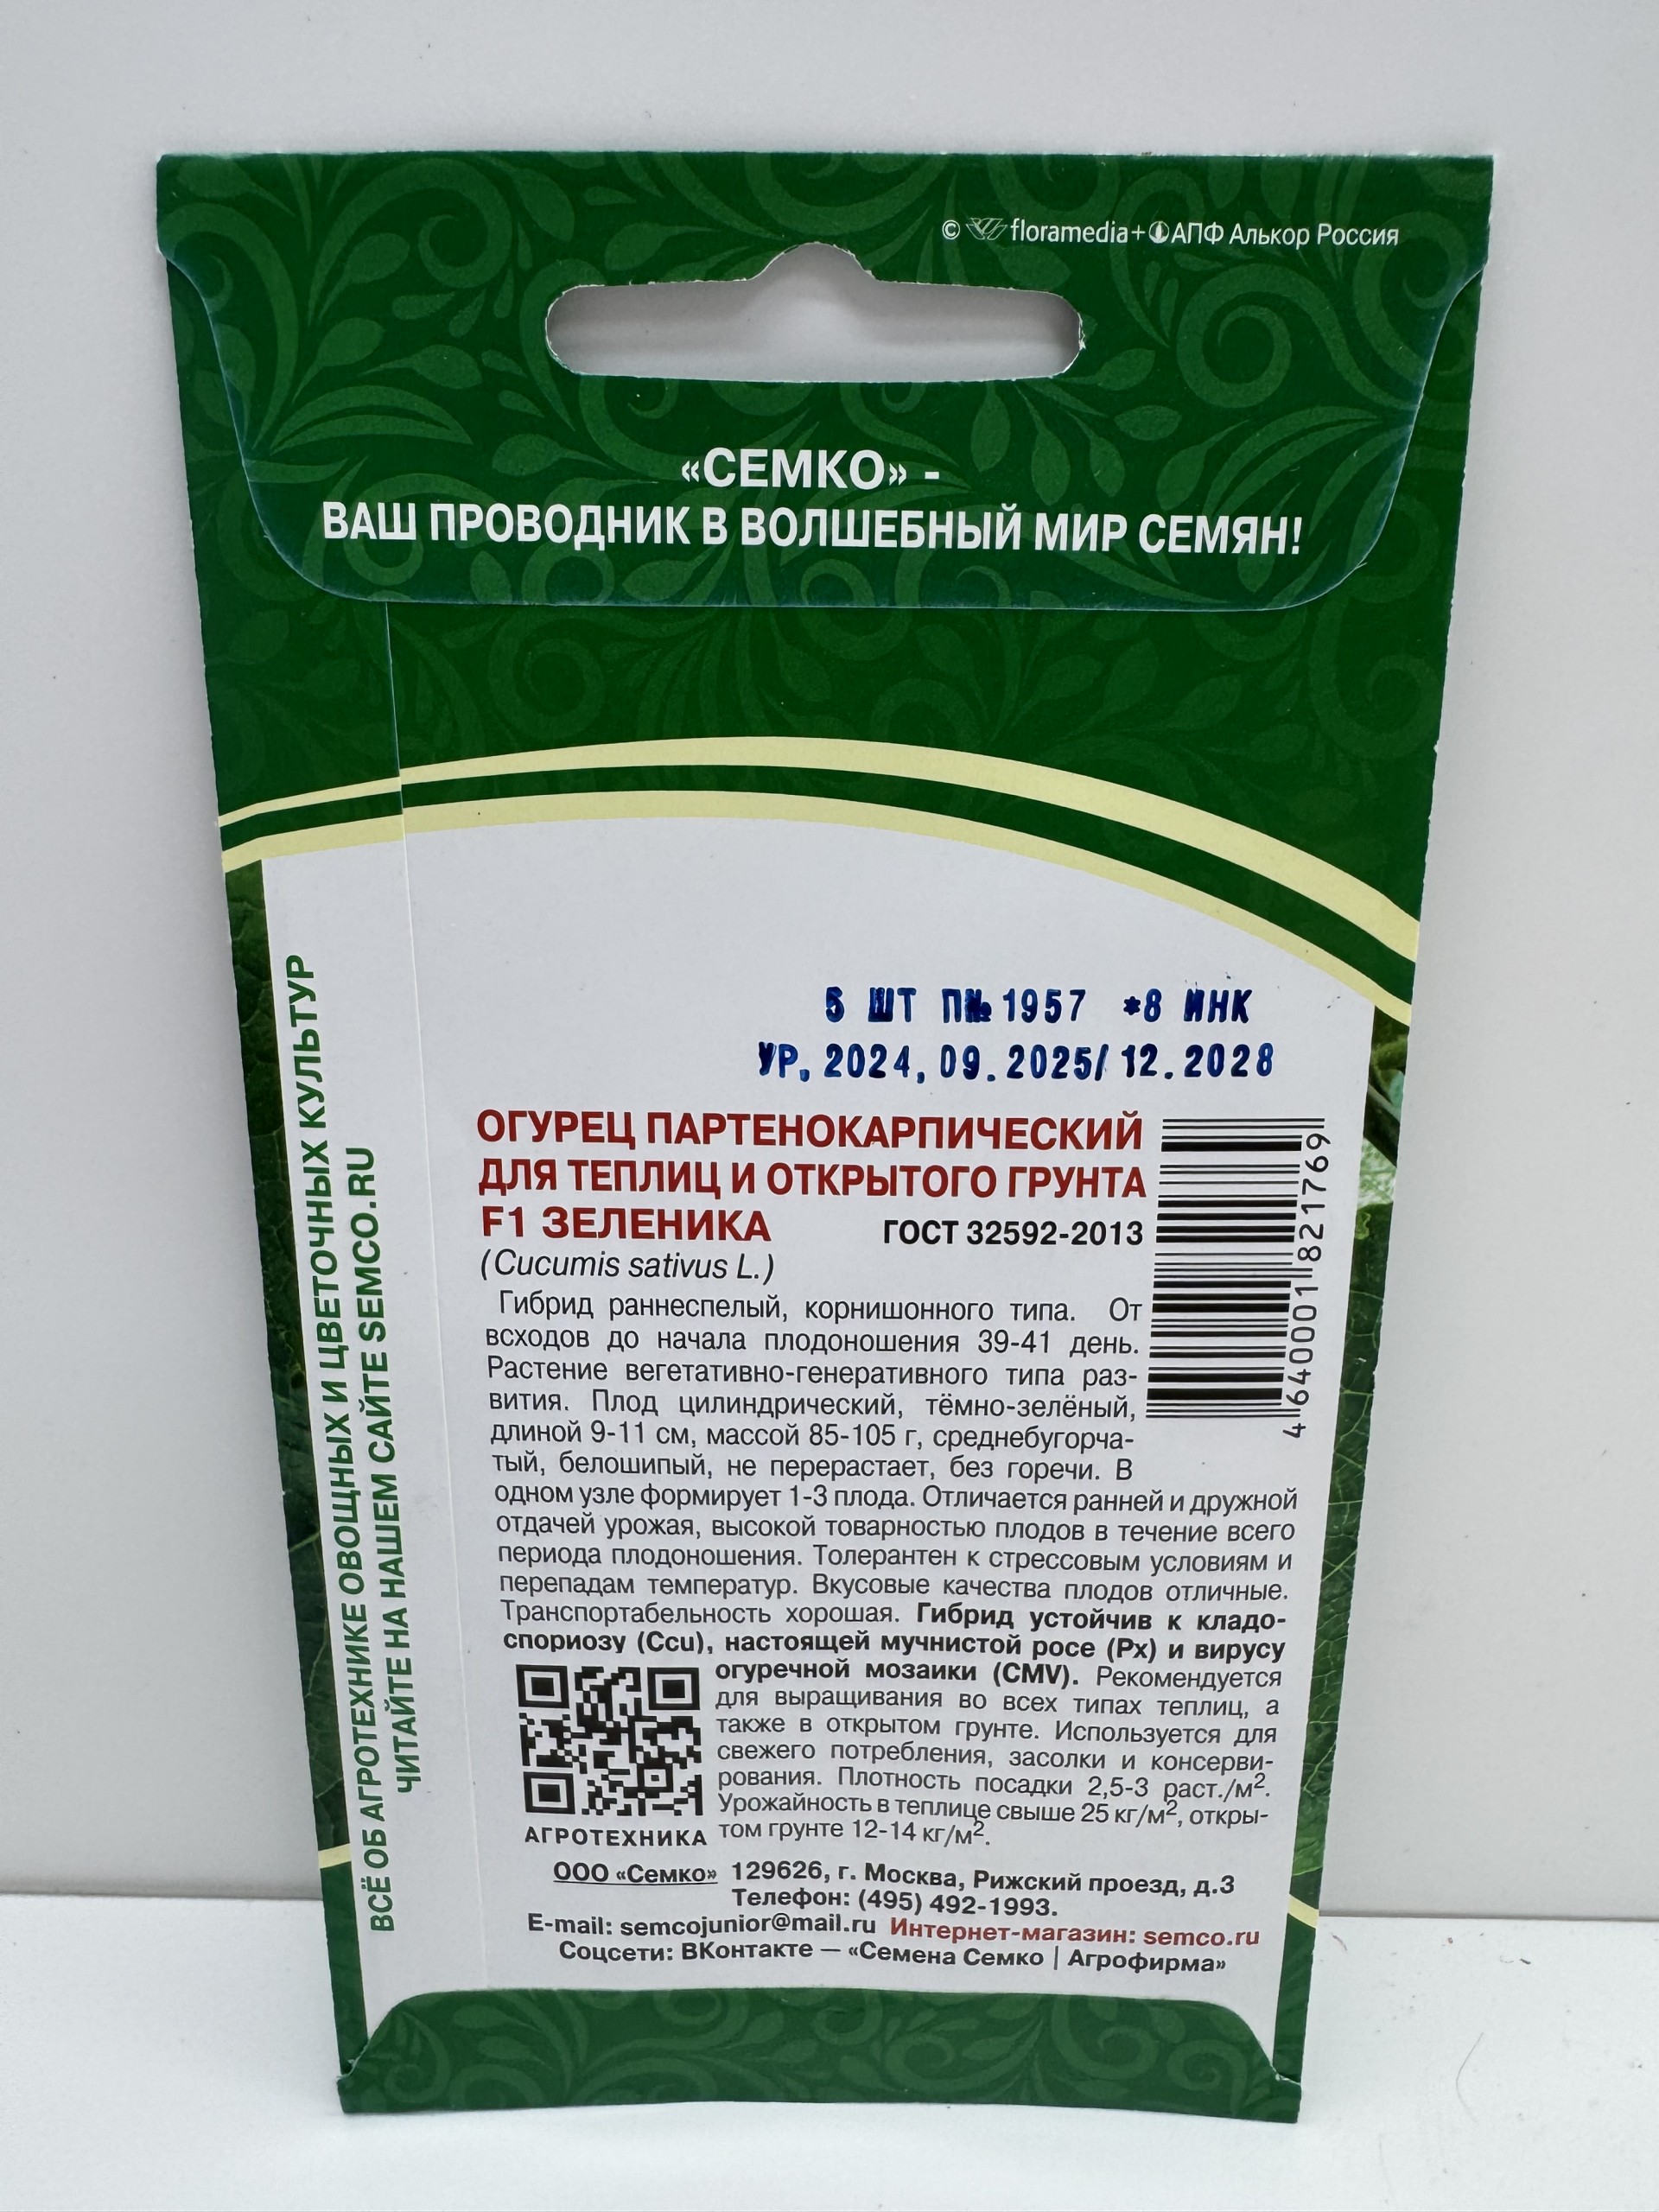 © floramedia+ АПФ Алькор Россия
«СЕМКО» -
ВАШ ПРОВОДНИК В ВОЛШЕБНЫЙ МИР СЕМЯН!
5 ШТ П№1957 *8 ИНК
УР. 2024, 09.2025/ 12.2028
ОГУРЕЦ ПАРТЕНОКАРПИЧЕСКИЙ
ДЛЯ ТЕПЛИЦ И ОТКРЫТОГО ГРУНТА
F1 ЗЕЛЕНИКА ГОСТ 32592-2013
(Cucumis sativus L.)
Гибрид раннеспелый, корнишонного типа. От
всходов до начала плодоношения 39-41 день.
Растение вегетативно-генеративного типа раз-
вития. Плод цилиндрический, тёмно-зелёный,
длиной 9-11 см, массой 85-105 г, среднебугорча-
тый, белошипый, не перерастает, без горечи. В
одном узле формирует 1-3 плода. Отличается ранней и дружной
отдачей урожая, высокой товарностью плодов в течение всего
периода плодоношения. Толерантен к стрессовым условиям и
перепадам температур. Вкусовые качества плодов отличные.
Транспортабельность хорошая. Гибрид устойчив к кладо-
спориозу (Ccu), настоящей мучнистой росе (Px) и вирусу
огуречной мозаики (CMV). Рекомендуется
для выращивания во всех типах теплиц, а
также в открытом грунте. Используется для
свежего потребления, засолки и консерви-
рования. Плотность посадки 2,5-3 раст./м².
Урожайность в теплице свыше 25 кг/м², откры-
том грунте 12-14 кг/м².
АГРОТЕХНИКА
ООО «Семко» 129626, г. Москва, Рижский проезд, д.3
Телефон: (495) 492-1993.
E-mail: semcojunior@mail.ru Интернет-магазин: semco.ru
Соцсети: ВКонтакте — «Семена Семко | Агрофирма»
4 640001 821769
ВСЁ ОБ АГРОТЕХНИКЕ ОВОЩНЫХ И ЦВЕТОЧНЫХ КУЛЬТУР
ЧИТАЙТЕ НА НАШЕМ САЙТЕ SEMCO.RU